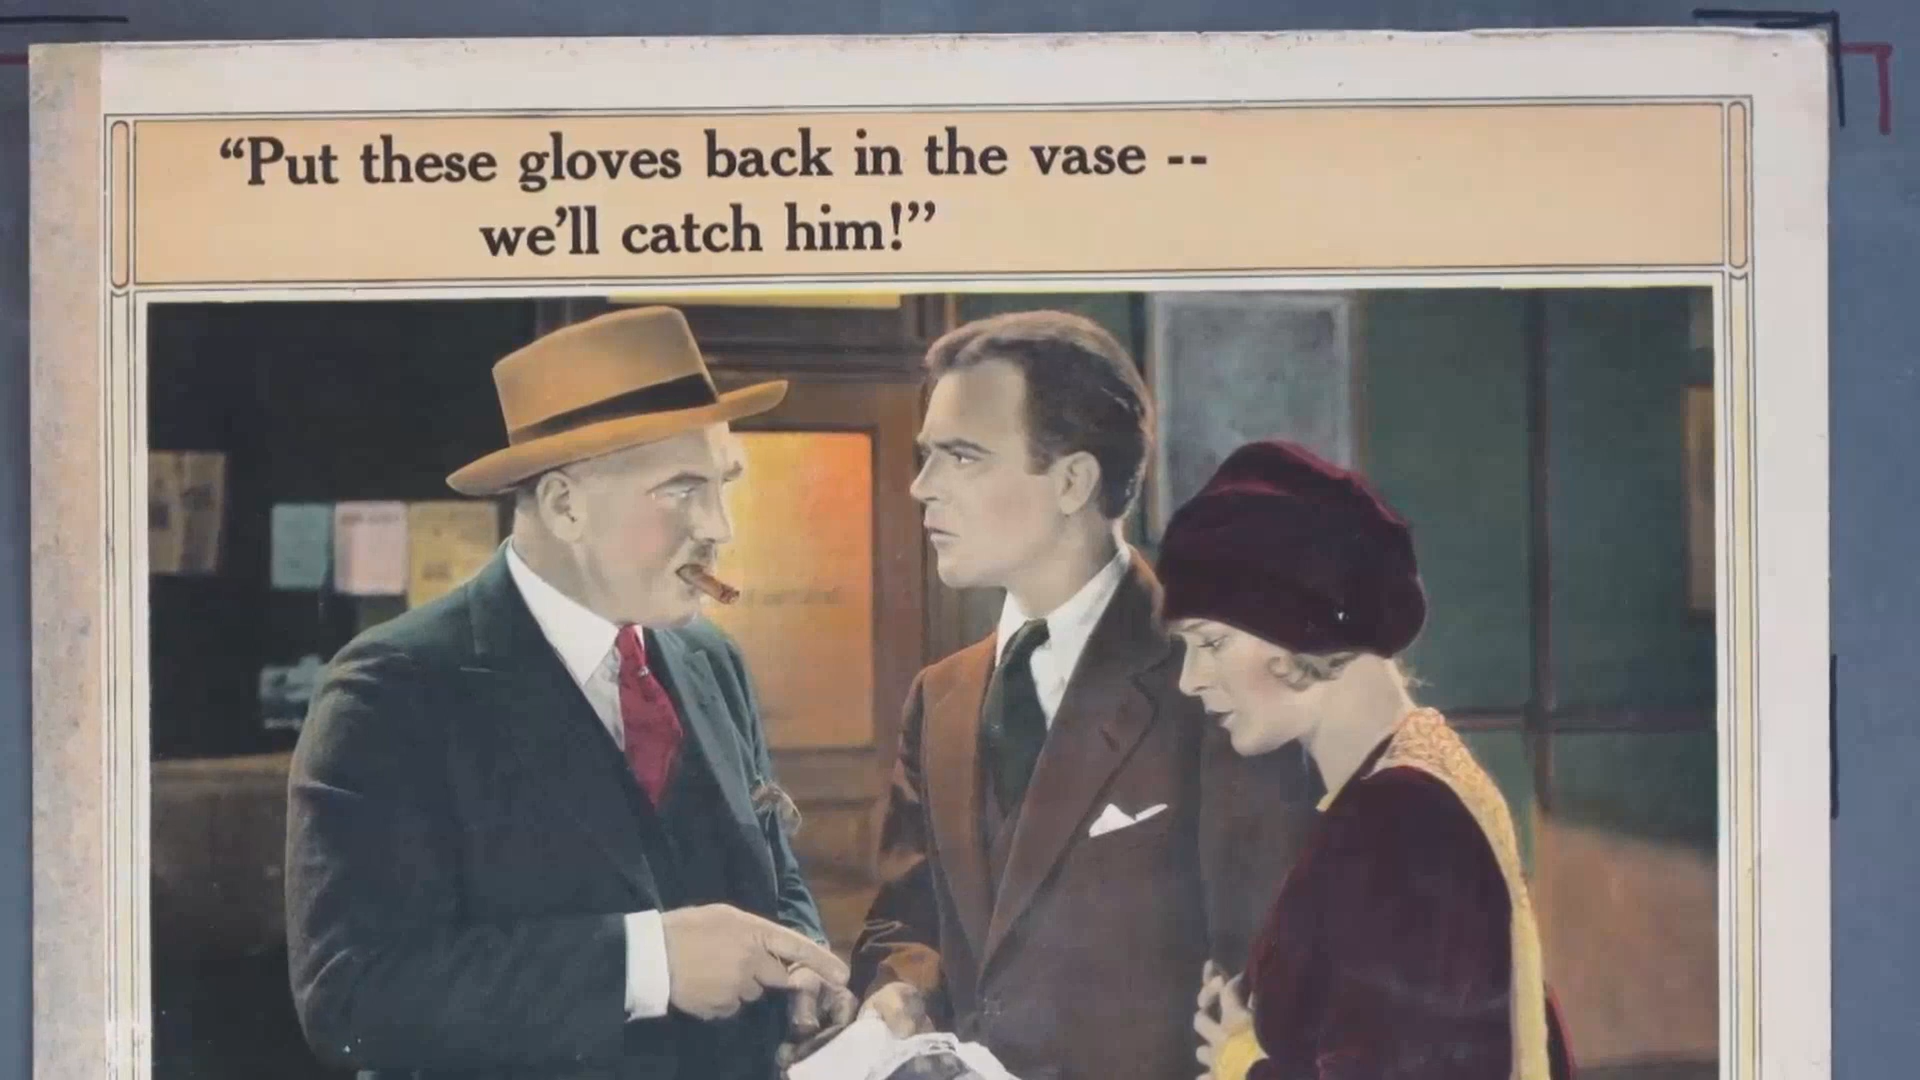 “Put these gloves back in the vase --
we’ll catch him!”